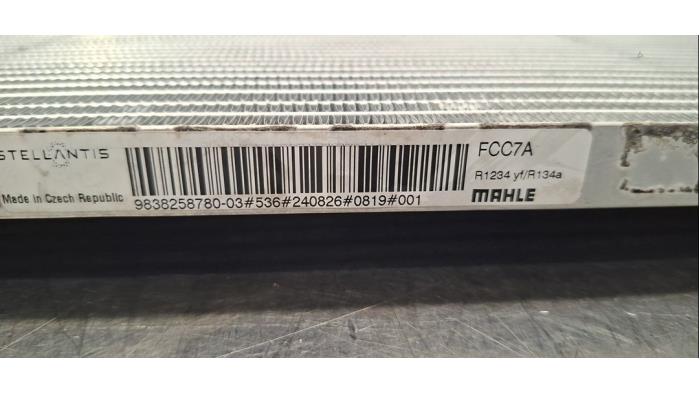 STELLANTIS
Made in Czech Republic
9838258780-03#536#240826#0819#001
FCC7A
R1234 yf/R134a
MAHLE